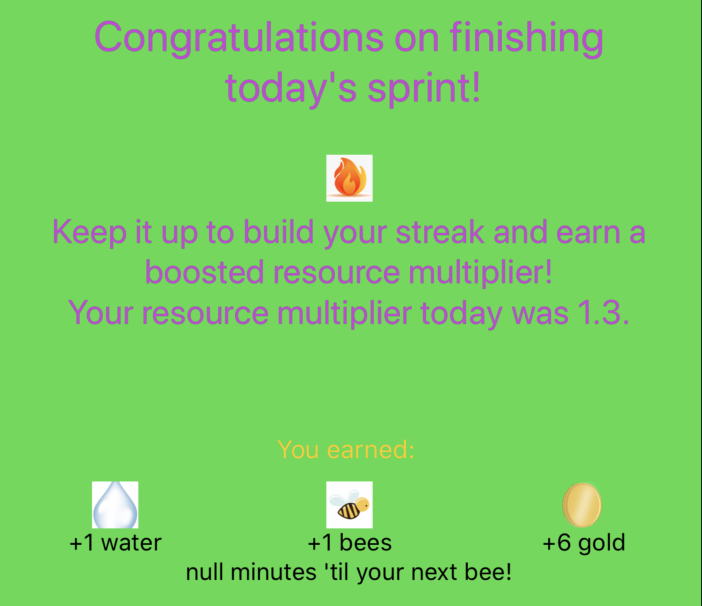 Congratulations on finishing
today's sprint!
Keep it up to build your streak and earn a
boosted resource multiplier!
Your resource multiplier today was 1.3.
You earned:
+1 water
+1 bees
+6 gold
null minutes 'til your next bee!